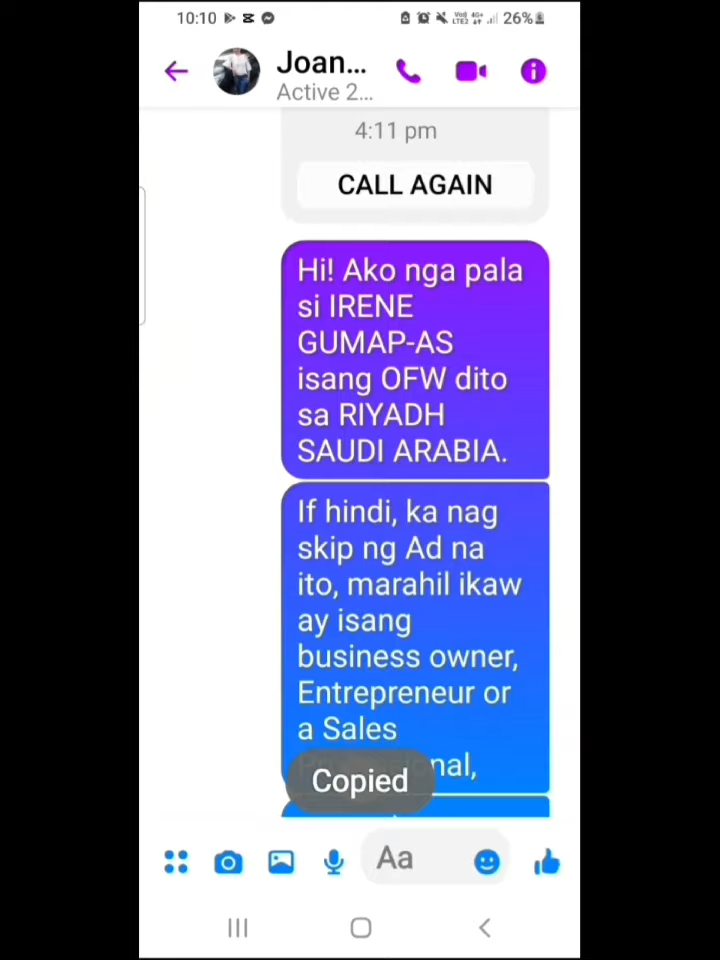 10:10 26%
Joan...
Active 2...
4:11 pm
CALL AGAIN
Hi! Ako nga pala
si IRENE
GUMAP-AS
isang OFW dito
sa RIYADH
SAUDI ARABIA.
If hindi, ka nag
skip ng Ad na
ito, marahil ikaw
ay isang
business owner,
Entrepreneur or
a Sales
nal,
Copied
Aa